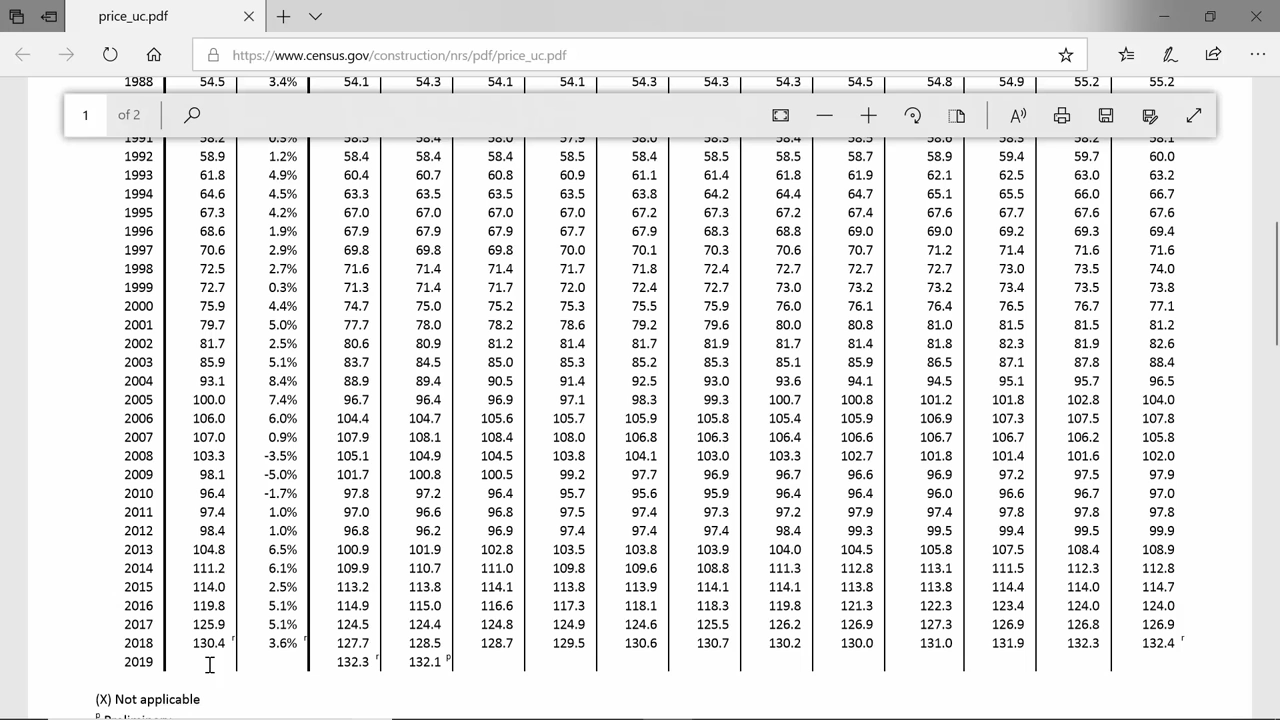 price_uc.pdf
https://www.census.gov/construction/nrs/pdf/price_uc.pdf
1988 54.5 3.4% 54.1 54.3 54.1 54.1 54.3 54.3 54.3 54.5 54.8 54.9 55.2 55.2
1 of 2
1991 58.2 58.5 58.4 58.0 57.9 58.0 58.4 58.5 58.6 58.3 58.2 58.1
1992 58.9 1.2% 58.4 58.4 58.4 58.5 58.4 58.5 58.5 58.7 58.9 59.4 59.7 60.0
1993 61.8 4.9% 60.4 60.7 60.8 60.9 61.1 61.4 61.8 61.9 62.1 62.5 63.0 63.2
1994 64.6 4.5% 63.3 63.5 63.5 63.5 63.8 64.2 64.4 64.7 65.1 65.5 66.0 66.7
1995 67.3 4.2% 67.0 67.0 67.0 67.0 67.2 67.3 67.2 67.4 67.6 67.7 67.6 67.6
1996 68.6 1.9% 67.9 67.9 67.9 67.7 67.9 68.3 68.8 69.0 69.0 69.2 69.3 69.4
1997 70.6 2.9% 69.8 69.8 69.8 70.0 70.1 70.3 70.6 70.7 71.2 71.4 71.6 71.6
1998 72.5 2.7% 71.6 71.4 71.4 71.7 71.8 72.4 72.7 72.7 72.7 73.0 73.5 74.0
1999 72.7 0.3% 71.3 71.4 71.7 72.0 72.4 72.7 73.0 73.2 73.2 73.4 73.5 73.8
2000 75.9 4.4% 74.7 75.0 75.2 75.3 75.5 75.9 76.0 76.1 76.4 76.5 76.7 77.1
2001 79.7 5.0% 77.7 78.0 78.2 78.6 79.2 79.6 80.0 80.8 81.0 81.5 81.5 81.2
2002 81.7 2.5% 80.6 80.9 81.2 81.4 81.7 81.9 81.7 81.4 81.8 82.3 81.9 82.6
2003 85.9 5.1% 83.7 84.5 85.0 85.3 85.2 85.3 85.1 85.9 86.5 87.1 87.8 88.4
2004 93.1 8.4% 88.9 89.4 90.5 91.4 92.5 93.0 93.6 94.1 94.5 95.1 95.7 96.5
2005 100.0 7.4% 96.7 96.4 96.9 97.1 98.3 99.3 100.7 100.8 101.2 101.8 102.8 104.0
2006 106.0 6.0% 104.4 104.7 105.6 105.7 105.9 105.8 105.4 105.9 106.9 107.3 107.5 107.8
2007 107.0 0.9% 107.9 108.1 108.4 108.0 106.8 106.3 106.4 106.6 106.7 106.7 106.2 105.8
2008 103.3 -3.5% 105.1 104.9 104.5 103.8 104.1 103.0 103.3 102.7 101.8 101.4 101.6 102.0
2009 98.1 -5.0% 101.7 100.8 100.5 99.2 97.7 96.9 96.7 96.6 96.9 97.2 97.5 97.9
2010 96.4 -1.7% 97.8 97.2 96.4 95.7 95.6 95.9 96.4 96.4 96.0 96.6 96.7 97.0
2011 97.4 1.0% 97.0 96.6 96.8 97.5 97.4 97.3 97.2 97.9 97.4 97.8 97.8 97.8
2012 98.4 1.0% 96.8 96.2 96.9 97.4 97.4 97.4 98.4 99.3 99.5 99.4 99.5 99.9
2013 104.8 6.5% 100.9 101.9 102.8 103.5 103.8 103.9 104.0 104.5 105.8 107.5 108.4 108.9
2014 111.2 6.1% 109.9 110.7 111.0 109.8 109.6 108.8 111.3 112.8 113.1 111.5 112.3 112.8
2015 114.0 2.5% 113.2 113.8 114.1 113.8 113.9 114.1 114.1 113.8 113.8 114.4 114.0 114.7
2016 119.8 5.1% 114.9 115.0 116.6 117.3 118.1 118.3 119.8 121.3 122.3 123.4 124.0 124.0
2017 125.9 5.1% 124.5 124.4 124.8 124.9 124.6 125.5 126.2 126.9 127.3 126.9 126.8 126.9
2018 130.4 r 3.6% r 127.7 128.5 128.7 129.5 130.6 130.7 130.2 130.0 131.0 131.9 132.3 132.4 r
2019 132.3 r 132.1 p
(X) Not applicable
p Preliminary